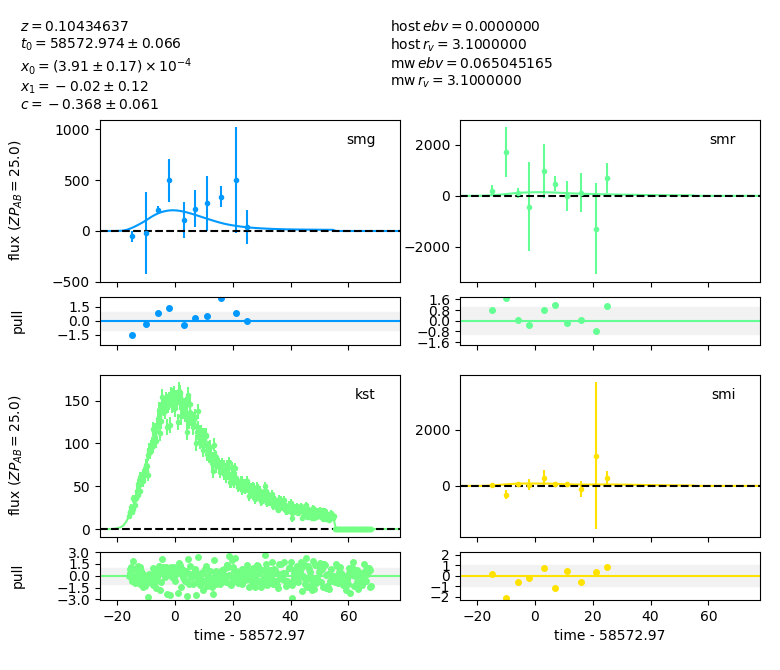 z = 0.10434637
t₀ = 58572.974 ± 0.066
x₀ = (3.91 ± 0.17) × 10⁻⁴
x₁ = − 0.02 ± 0.12
c = − 0.368 ± 0.061
host ebv = 0.0000000
host r_v = 3.1000000
mw ebv = 0.065045165
mw r_v = 3.1000000
smg
1000
500
0
−500
flux (ZP_AB = 25.0)
smr
2000
0
−2000
1.5
0.0
−1.5
pull
1.6
0.8
0.0
−0.8
−1.6
kst
150
100
50
0
flux (ZP_AB = 25.0)
smi
2000
0
3.0
1.5
0.0
−1.5
−3.0
pull
2
1
0
−1
−2
−20 0 20 40 60
time - 58572.97
−20 0 20 40 60
time - 58572.97